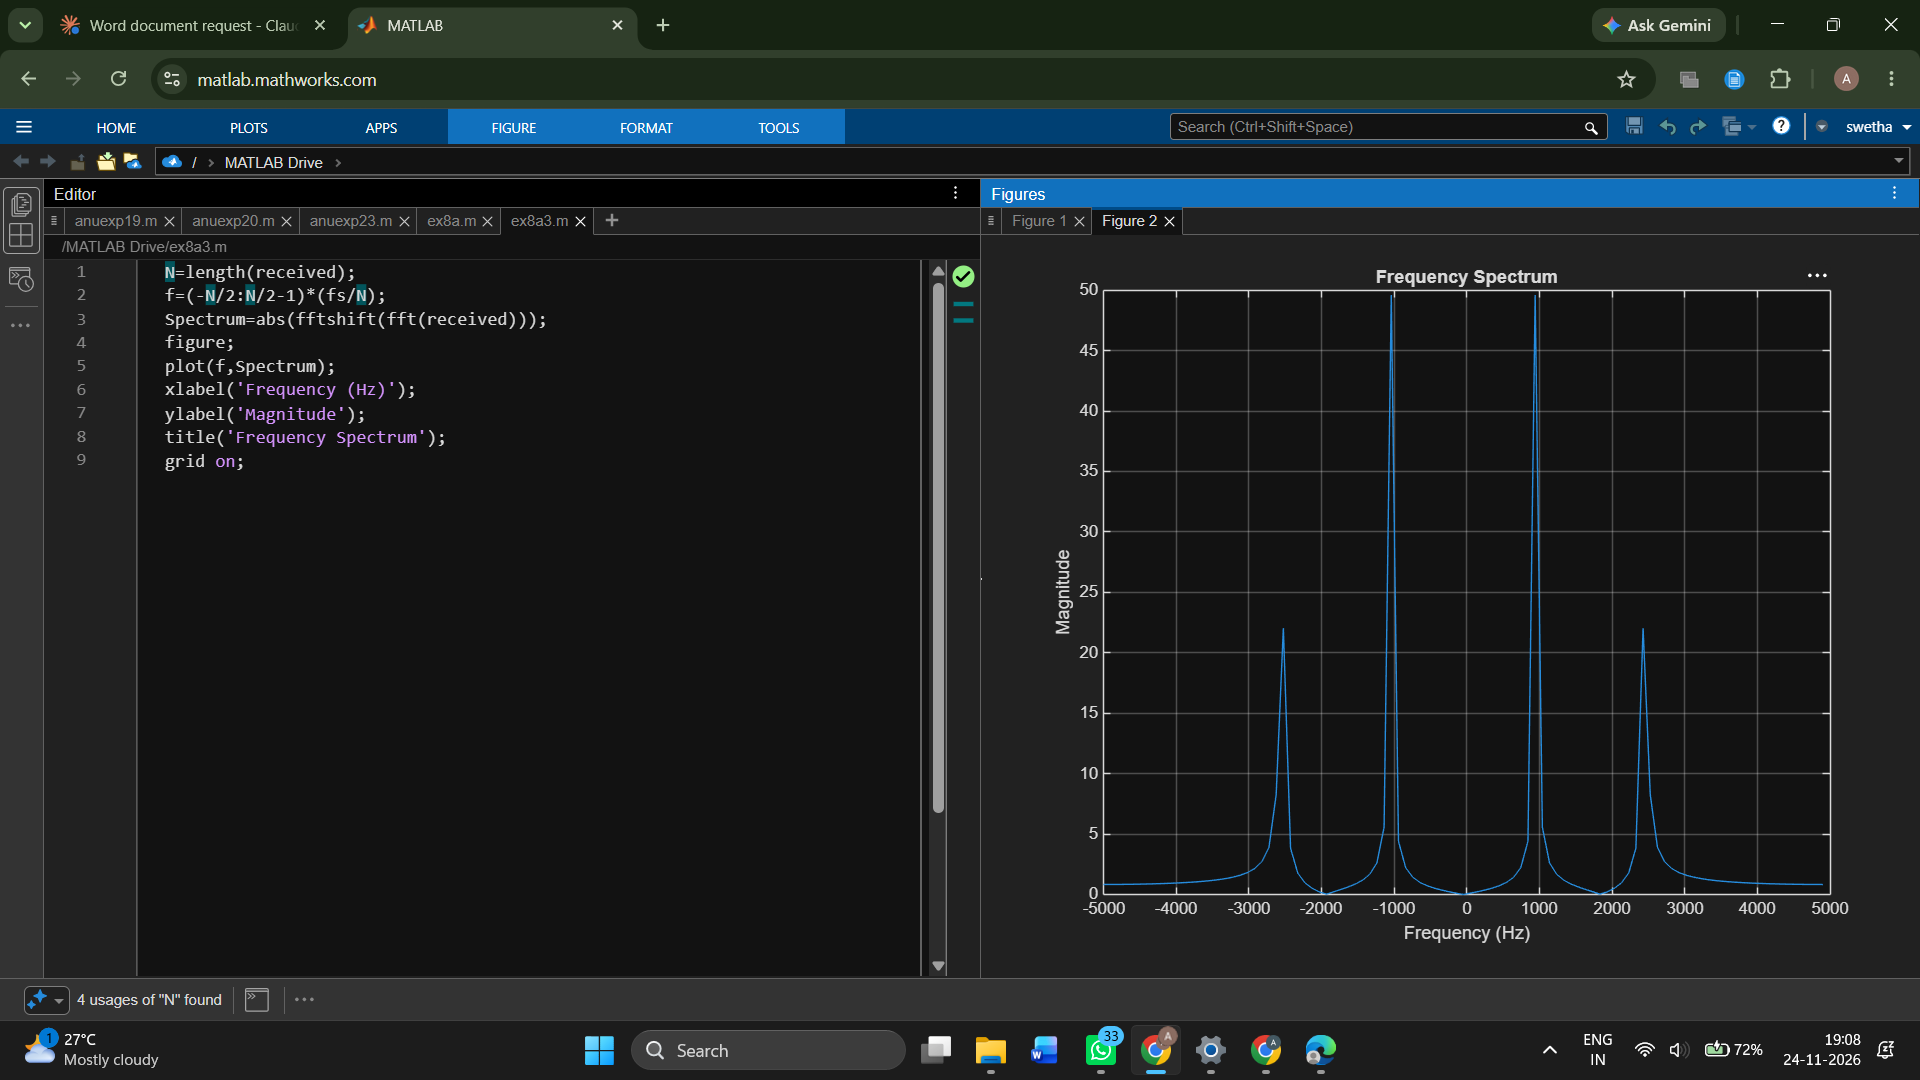 Word document request - Clau
MATLAB
Ask Gemini
matlab.mathworks.com
A
HOME
PLOTS
APPS
FIGURE
FORMAT
TOOLS
Search (Ctrl+Shift+Space)
swetha
/ > MATLAB Drive >
Editor
Figures
anuexp19.m
anuexp20.m
anuexp23.m
ex8a.m
ex8a3.m
Figure 1
Figure 2
/MATLAB Drive/ex8a3.m
1 N=length(received);
2 f=(-N/2:N/2-1)*(fs/N);
3 Spectrum=abs(fftshift(fft(received)));
4 figure;
5 plot(f,Spectrum);
6 xlabel('Frequency (Hz)');
7 ylabel('Magnitude');
8 title('Frequency Spectrum');
9 grid on;
Frequency Spectrum
50
45
40
35
30
25
20
15
10
5
0
Magnitude
-5000 -4000 -3000 -2000 -1000 0 1000 2000 3000 4000 5000
Frequency (Hz)
4 usages of "N" found
1
27°C
Mostly cloudy
Search
W
33
A
A
ENG
IN
72%
19:08
24-11-2026